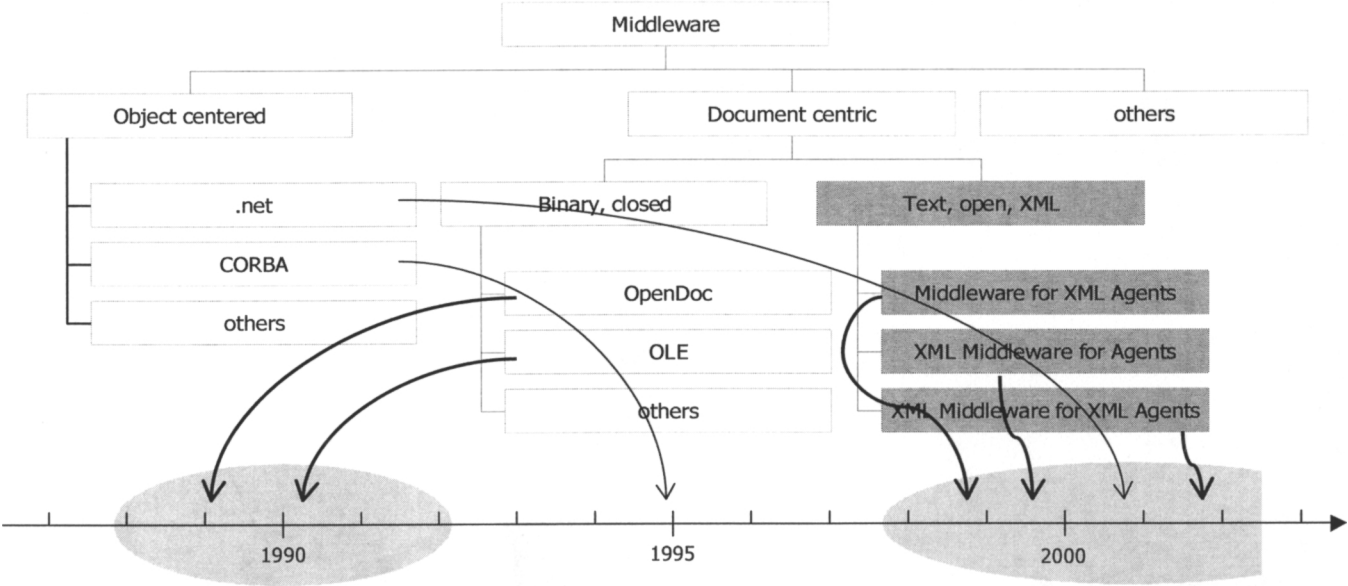 Middleware
Object centered
Document centric
others
.net
Binary, closed
Text, open, XML
CORBA
OpenDoc
Middleware for XML Agents
others
OLE
XML Middleware for Agents
others
XML Middleware for XML Agents
1990
1995
2000